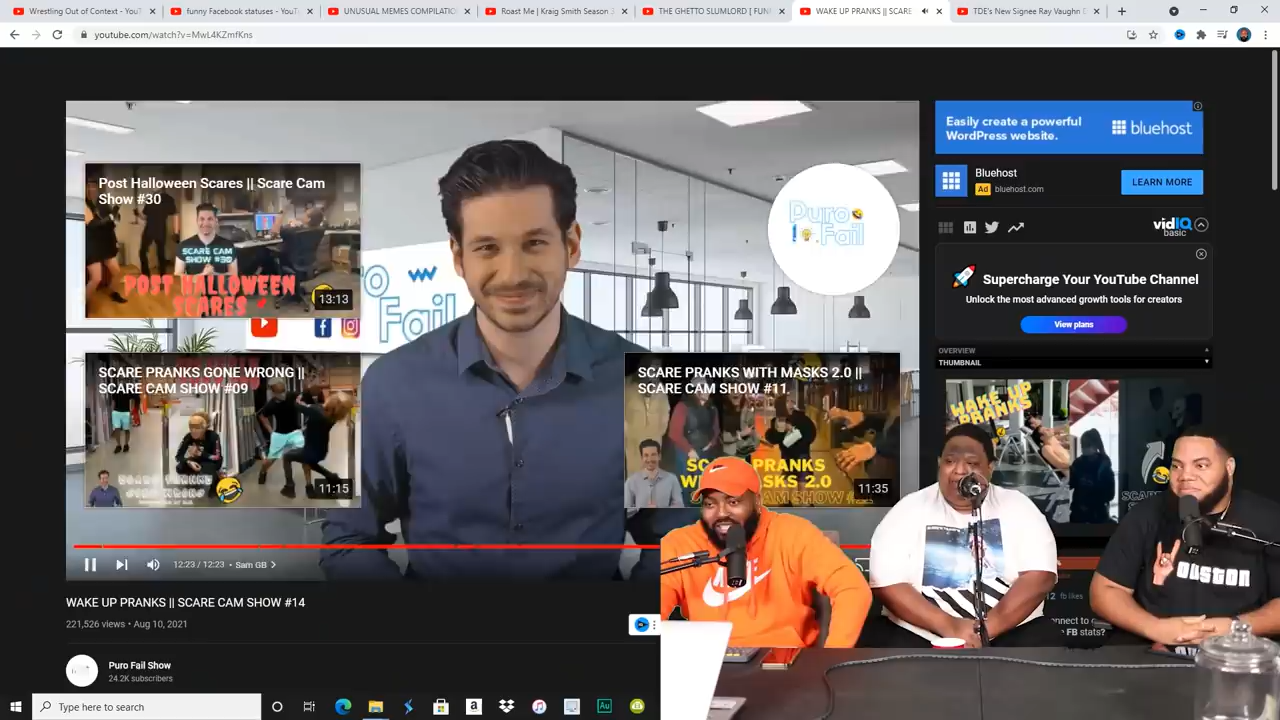 Wrestling Out of Context - YouT
funny Facebook statuses - YouT
UNUSUAL MEMES COMPILATIO
Roast Me | Kraig Smith Season
THE GHETTO SLUMLORD [ FUN
WAKE UP PRANKS || SCARE
TDE's New Signee Ray Vaughn
youtube.com/watch?v=MwL4KZmfKns
Post Halloween Scares || Scare Cam
Show #30
SCARE CAM
SHOW #30
POST HALLOWEEN
SCARES
13:13
Puro
Fail
Fail
SCARE PRANKS GONE WRONG ||
SCARE CAM SHOW #09
11:15
SCARE PRANKS WITH MASKS 2.0 ||
SCARE CAM SHOW #11
PRANKS
MASKS 2.0
11:35
12:23 / 12:23 • Sam GB
WAKE UP PRANKS || SCARE CAM SHOW #14
221,526 views • Aug 10, 2021
Puro Fail Show
24.2K subscribers
Easily create a powerful
WordPress website.
bluehost
Bluehost
Ad bluehost.com
LEARN MORE
vidIQ
basic
Supercharge Your YouTube Channel
Unlock the most advanced growth tools for creators
View plans
OVERVIEW
THUMBNAIL
WAKE UP
PRANKS
fb likes
FB stats?
OUSTON
Type here to search
a
Au